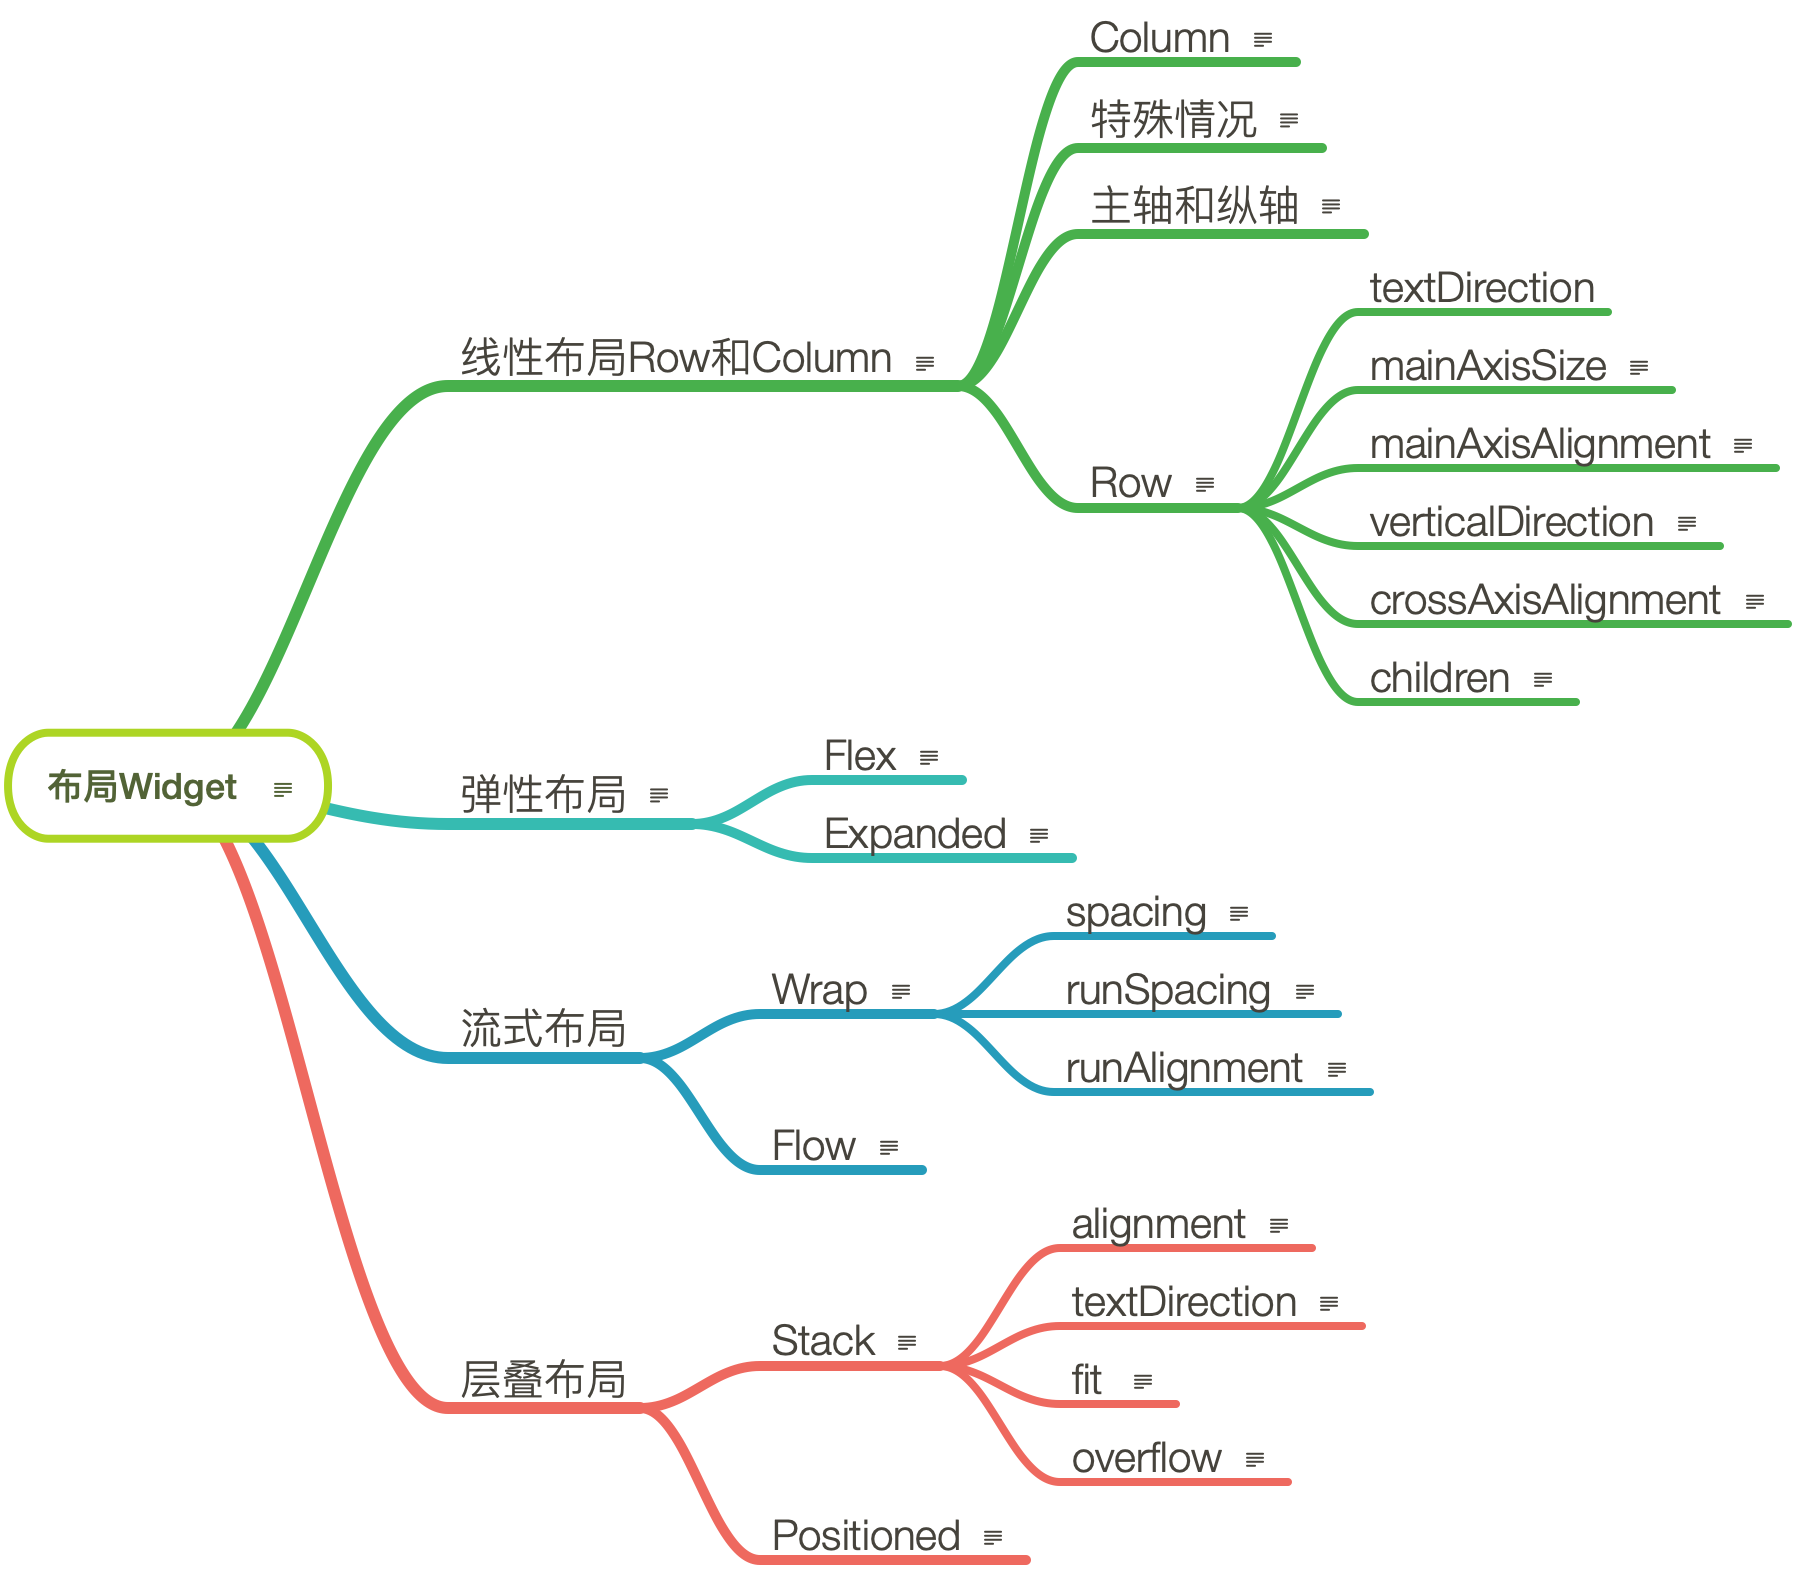 布局Widget
线性布局Row和Column
Column
特殊情况
主轴和纵轴
Row
textDirection
mainAxisSize
mainAxisAlignment
verticalDirection
crossAxisAlignment
children
弹性布局
Flex
Expanded
流式布局
Wrap
spacing
runSpacing
runAlignment
Flow
层叠布局
Stack
alignment
textDirection
fit
overflow
Positioned